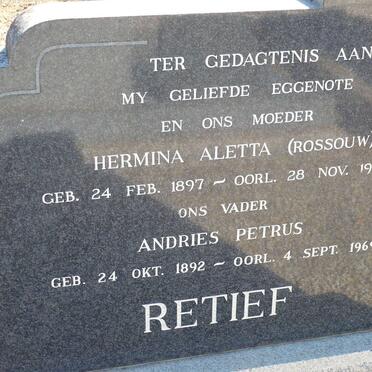 TER GEDAGTENIS AAN
MY GELIEFDE EGGENOTE
EN ONS MOEDER
HERMINA ALETTA (ROSSOUW)
GEB. 24 FEB. 1897 ~ OORL. 28 NOV.
ONS VADER
ANDRIES PETRUS
GEB. 24 OKT. 1892 ~ OORL. 4 SEPT. 1969
RETIEF